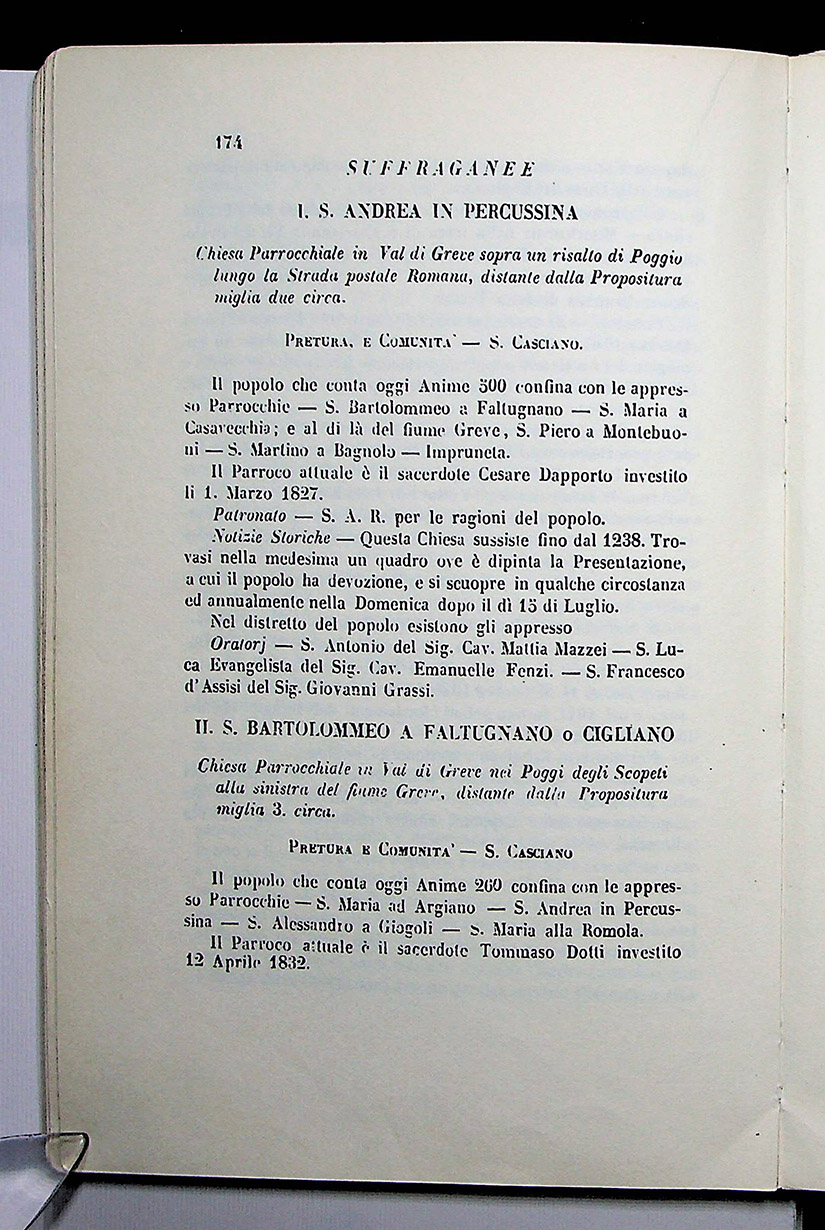 174
SUFFRAGANEE
I. S. ANDREA IN PERCUSSINA
Chiesa Parrocchiale in Val di Greve sopra un risalto di Poggio
lungo la Strada postale Romana, distante dalla Propositura
miglia due circa.
PRETURA, E COMUNITA' — S. CASCIANO.
Il popolo che conta oggi Anime 500 confina con le appres-
so Parrocchie — S. Bartolommeo a Faltugnano — S. Maria a
Casavecchia; e al di là del fiume Greve, S. Piero a Montebuo-
ni — S. Martino a Bagnolo — Impruneta.
Il Parroco attuale è il sacerdote Cesare Dapporto investito
li 1. Marzo 1827.
Patronato — S. A. R. per le ragioni del popolo.
Notizie Storiche — Questa Chiesa sussiste fino dal 1238. Tro-
vasi nella medesima un quadro ove è dipinta la Presentazione,
a cui il popolo ha devozione, e si scuopre in qualche circostanza
ed annualmente nella Domenica dopo il dì 15 di Luglio.
Nel distretto del popolo esistono gli appresso
Oratorj — S. Antonio del Sig. Cav. Mattia Mazzei — S. Lu-
ca Evangelista del Sig. Cav. Emanuelle Fenzi. — S. Francesco
d'Assisi del Sig. Giovanni Grassi.
II. S. BARTOLOMMEO A FALTUGNANO o CIGLIANO
Chiesa Parrocchiale in Val di Greve nei Poggi degli Scopeti
alla sinistra del fiume Greve, distante dalla Propositura
miglia 3. circa.
PRETURA E COMUNITA' — S. CASCIANO
Il popolo che conta oggi Anime 260 confina con le appres-
so Parrocchie — S. Maria ad Argiano — S. Andrea in Percus-
sina — S. Alessandro a Giogoli — S. Maria alla Romola.
Il Parroco attuale è il sacerdote Tommaso Dotti investito
12 Aprile 1832.